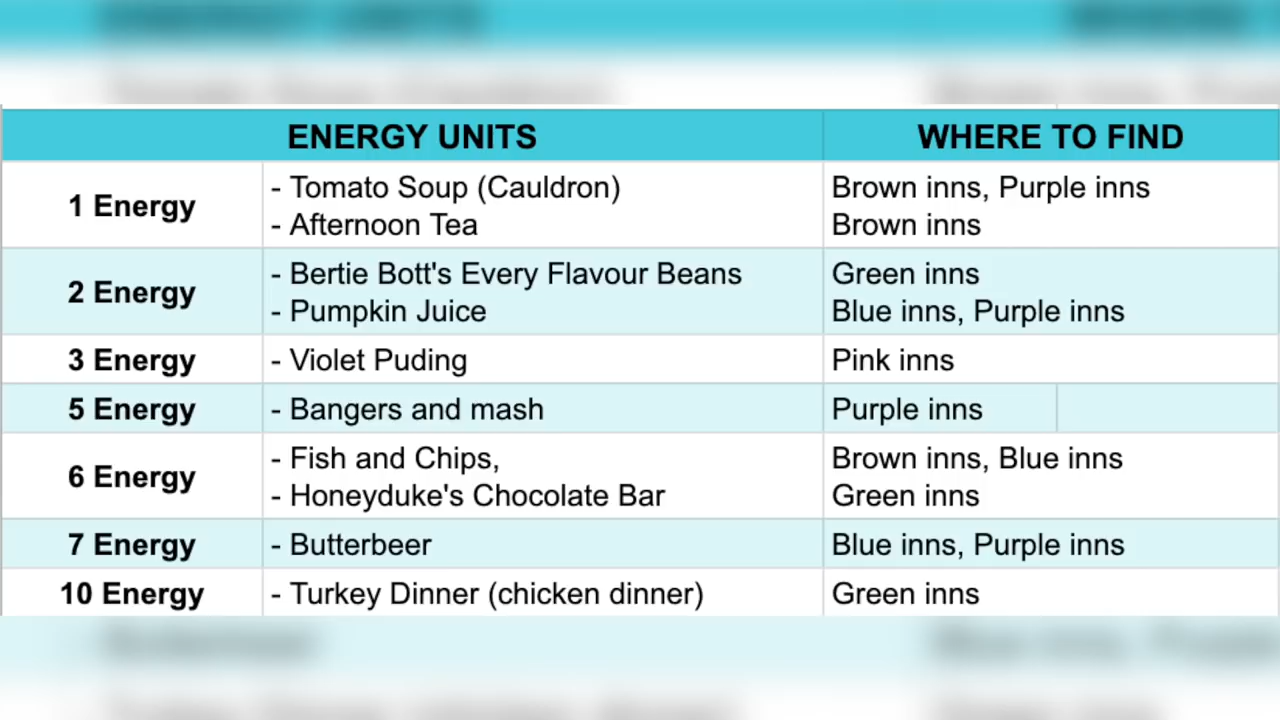 ENERGY UNITS WHERE TO FIND
1 Energy
- Tomato Soup (Cauldron) Brown inns, Purple inns
- Afternoon Tea Brown inns
2 Energy
- Bertie Bott's Every Flavour Beans Green inns
- Pumpkin Juice Blue inns, Purple inns
3 Energy - Violet Puding Pink inns
5 Energy - Bangers and mash Purple inns
6 Energy
- Fish and Chips, Brown inns, Blue inns
- Honeyduke's Chocolate Bar Green inns
7 Energy - Butterbeer Blue inns, Purple inns
10 Energy - Turkey Dinner (chicken dinner) Green inns